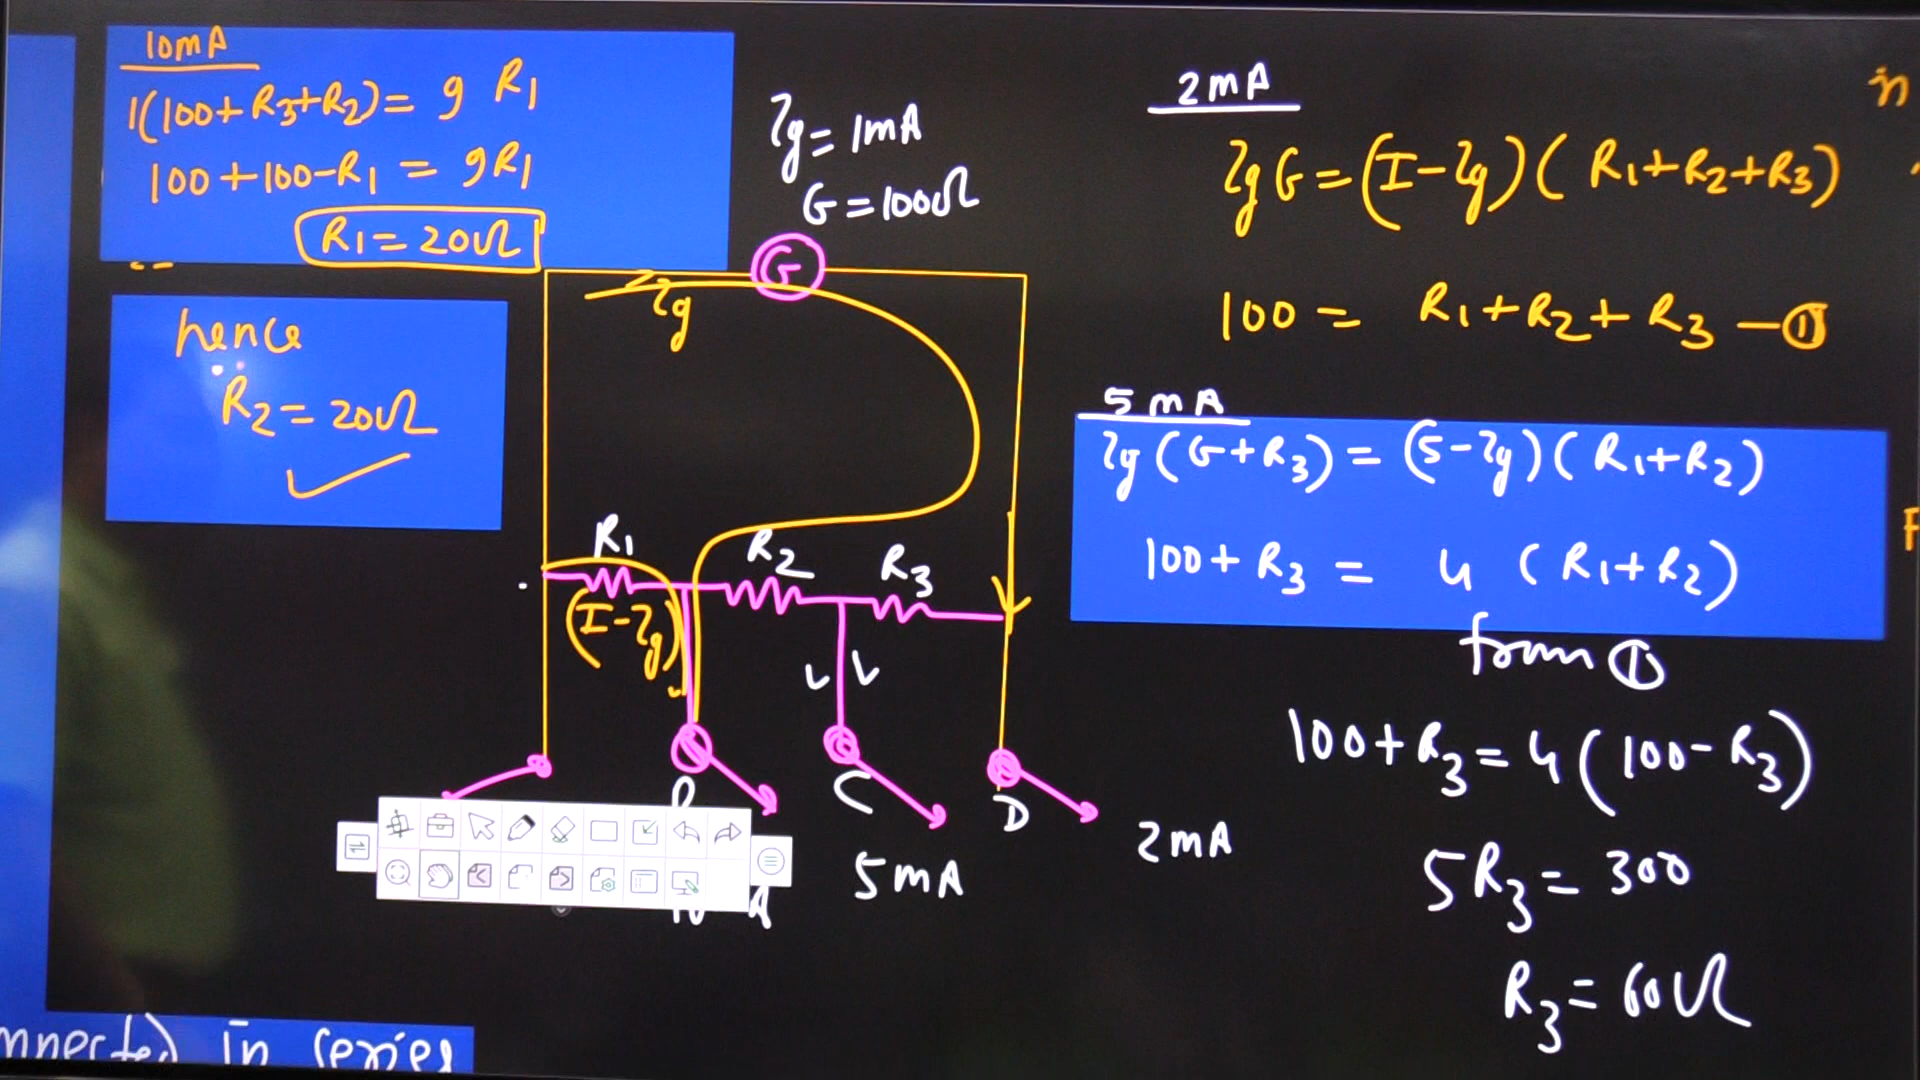 10mA
1(100+R3+R2)= 9 R1
100+100-R1 = 9R1
R1=20Ω
hence
R2=20Ω
Ig= 1mA
G=100Ω
G
Ig
R1
R2
R3
(I-Ig)
C
D
5mA
2mA
2mA
IgG=(I-Ig)(R1+R2+R3)
100= R1+R2+R3-①
5mA
Ig(G+R3)=(5-Ig)(R1+R2)
100+R3= 4(R1+R2)
from ①
100+R3=4(100-R3)
5R3=300
R3=60Ω
in series